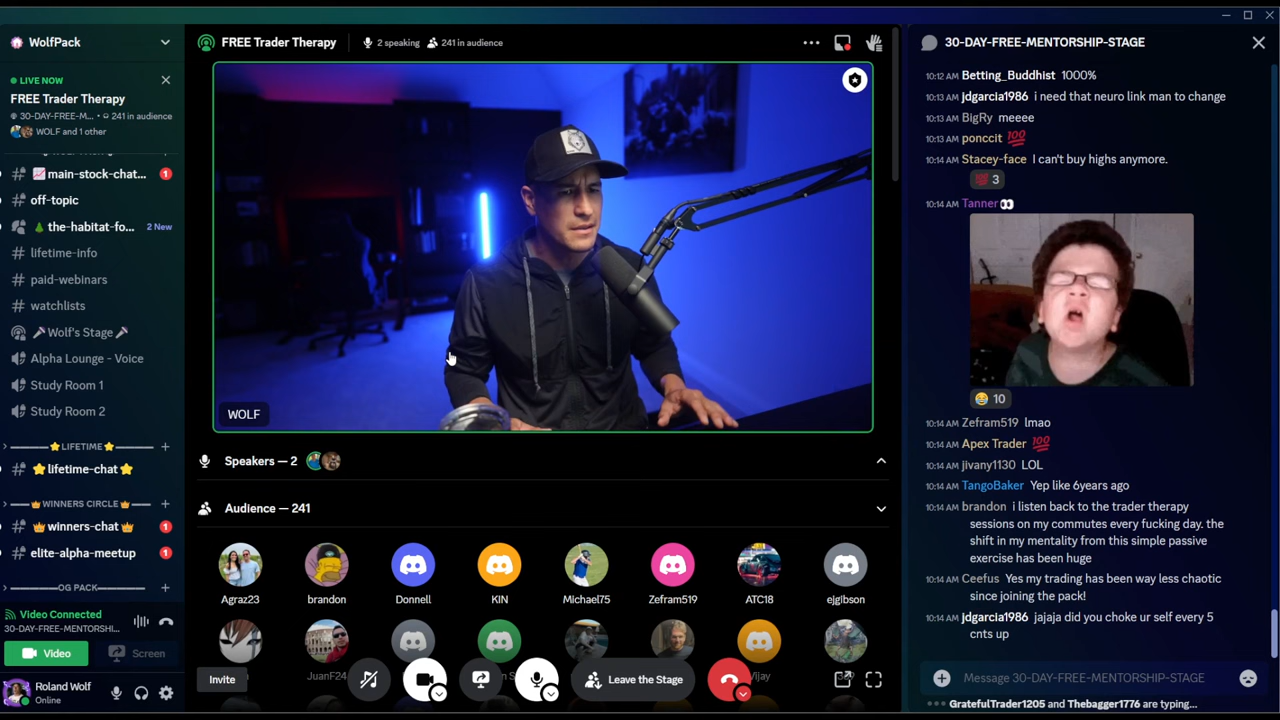 WolfPack
LIVE NOW
FREE Trader Therapy
30-DAY-FREE-M... • 241 in audience
WOLF and 1 other
main-stock-chat...
1
off-topic
the-habitat-fo...
2 New
lifetime-info
paid-webinars
watchlists
Wolf's Stage
Alpha Lounge - Voice
Study Room 1
Study Room 2
LIFETIME
lifetime-chat
WINNERS CIRCLE
winners-chat
1
elite-alpha-meetup
1
OG PACK
Video Connected
30-DAY-FREE-MENTORSHI...
Video
Screen
Roland Wolf
Online
FREE Trader Therapy
2 speaking
241 in audience
WOLF
Speakers — 2
Audience — 241
Agraz23
brandon
Donnell
KIN
Michael75
Zefram519
ATC18
ejgibson
JuanF24
Invite
Leave the Stage
30-DAY-FREE-MENTORSHIP-STAGE
10:12 AM Betting_Buddhist 1000%
10:13 AM jdgarcia1986 i need that neuro link man to change
10:13 AM BigRy meeee
10:13 AM ponccit 💯
10:14 AM Stacey-face I can't buy highs anymore.
💯 3
10:14 AM Tanner 👀
😂 10
10:14 AM Zefram519 lmao
10:14 AM Apex Trader 💯
10:14 AM jivany1130 LOL
10:14 AM TangoBaker Yep like 6years ago
10:14 AM brandon i listen back to the trader therapy
sessions on my commutes every fucking day. the
shift in my mentality from this simple passive
exercise has been huge
10:14 AM Ceefus Yes my trading has been way less chaotic
since joining the pack!
10:14 AM jdgarcia1986 jajaja did you choke ur self every 5
cnts up
Message 30-DAY-FREE-MENTORSHIP-STAGE
GratefulTrader1205 and Thebagger1776 are typing...